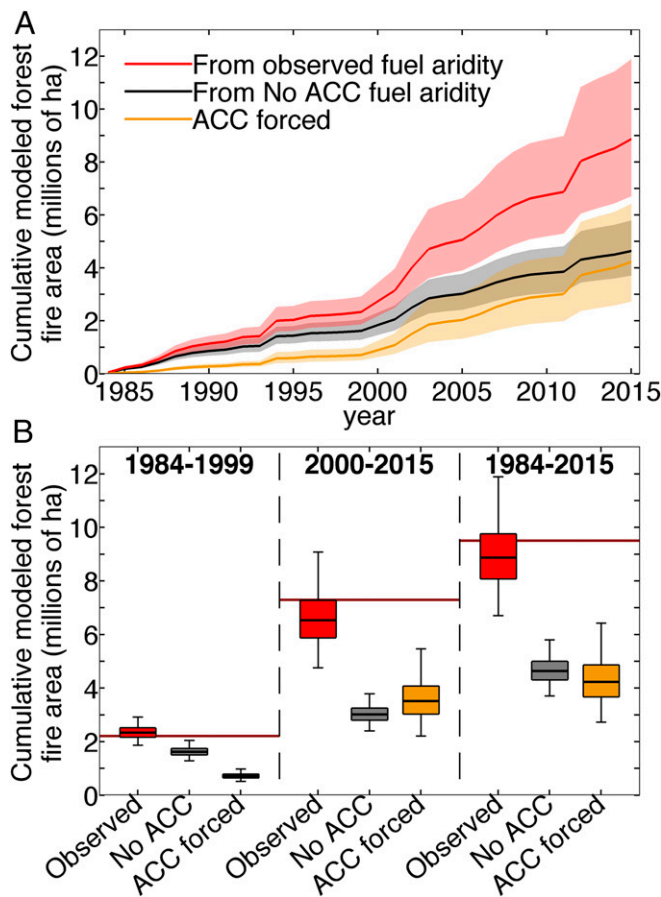 A
Cumulative modeled forest
fire area (millions of ha)
12
10
8
6
4
2
0
From observed fuel aridity
From No ACC fuel aridity
ACC forced
1985 1990 1995 2000 2005 2010 2015
year
B
Cumulative modeled forest
fire area (millions of ha)
12
10
8
6
4
2
0
1984-1999 2000-2015 1984-2015
Observed No ACC ACC forced Observed No ACC ACC forced Observed No ACC ACC forced